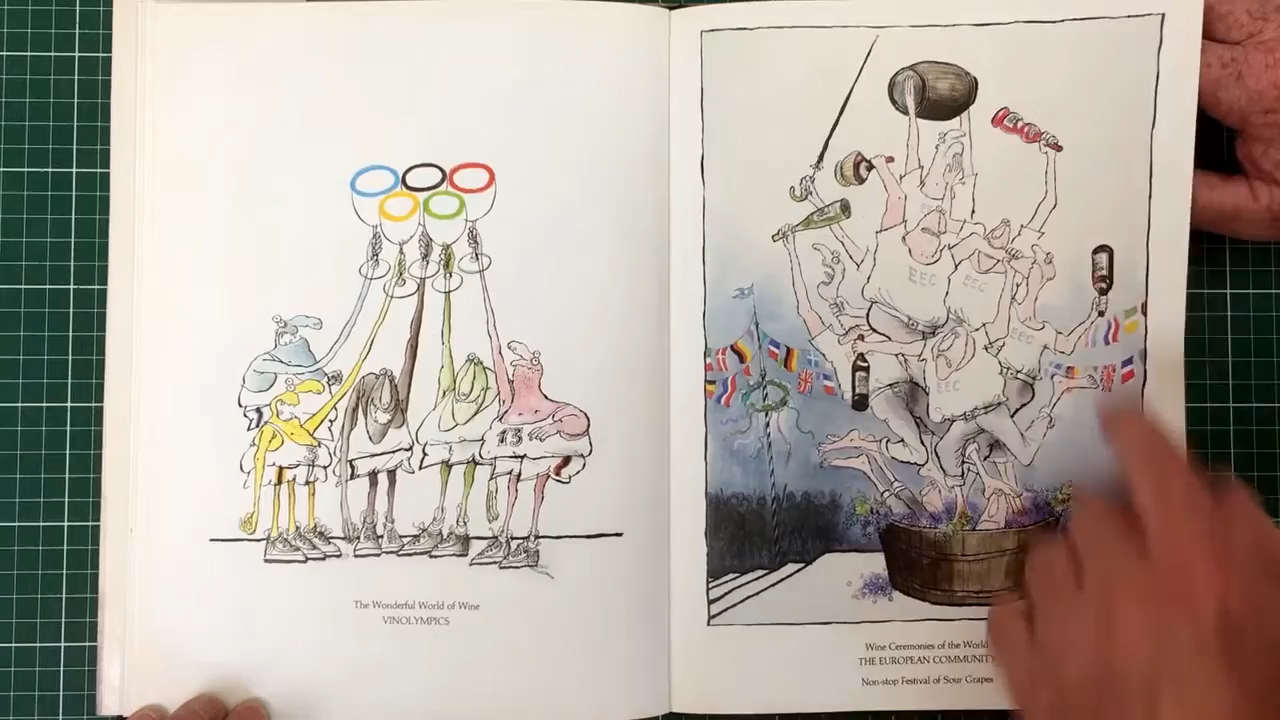 13
The Wonderful World of Wine
VINOLYMPICS
EEC
EEC
EEC
EEC
Wine Ceremonies of the World
THE EUROPEAN COMMUNITY
Non-stop Festival of Sour Grapes